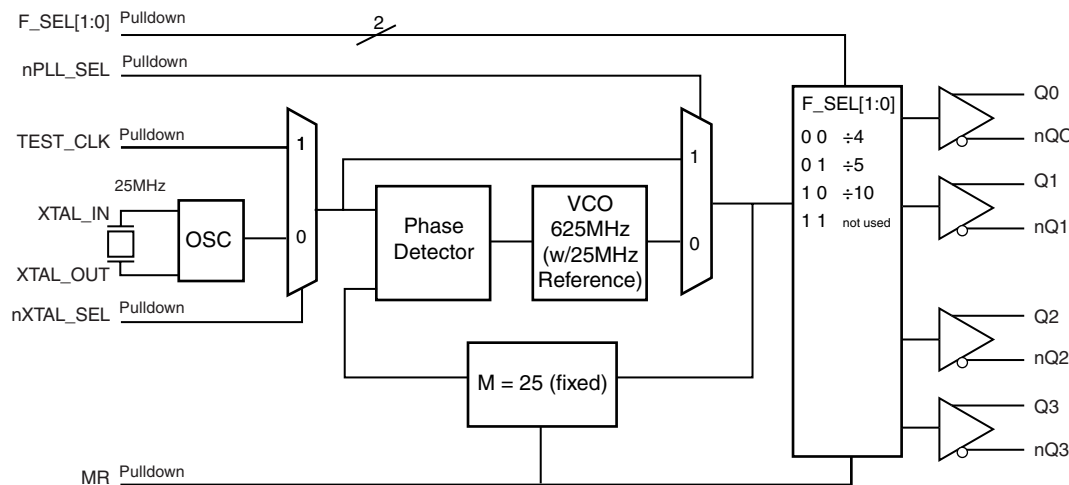 F_SEL[1:0] Pulldown
2
nPLL_SEL Pulldown
TEST_CLK Pulldown
25MHz
XTAL_IN
OSC
XTAL_OUT
nXTAL_SEL Pulldown
1
0
Phase
Detector
VCO
625MHz
(w/25MHz
Reference)
1
0
M = 25 (fixed)
MR Pulldown
F_SEL[1:0]
0 0 ÷4
0 1 ÷5
1 0 ÷10
1 1 not used
Q0
nQ0
Q1
nQ1
Q2
nQ2
Q3
nQ3